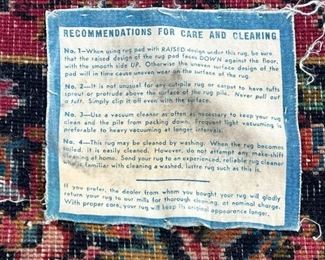 RECOMMENDATIONS FOR CARE AND CLEANING
No. 1—When using rug pad with RAISED design under this rug, be sure
that the raised design of the rug pad faces DOWN against the floor,
with the smooth side UP. Otherwise the uneven surface design of the
pad will in time cause uneven wear on the surface of the rug.
No. 2—It is not unusual for any cut-pile rug or carpet to have tufts
sprout or protrude above the surface of the rug pile. Never pull out
a tuft. Simply clip it off even with the surface.
No. 3—Use a vacuum cleaner as often as necessary to keep your rug
clean and the pile from packing down. Frequent light vacuuming is
preferable to heavy vacuuming at longer intervals.
No. 4—This rug may be cleaned by washing. When the rug becomes
soiled, it is easily cleaned. However, do not attempt any make-shift
cleaning at home. Send your rug to an experienced, reliable rug cleaner
familiar with cleaning a washed, lustre rug such as this is.
If you prefer, the dealer from whom you bought your rug will gladly
return your rug to our mills for thorough cleaning, at nominal charge.
With proper care, your rug will keep its original appearance longer.